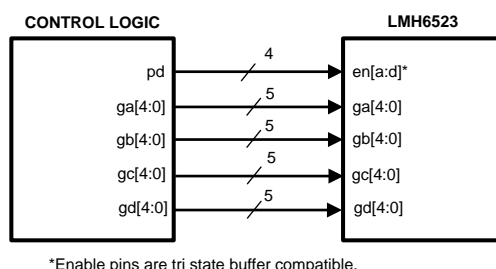 CONTROL LOGIC
LMH6523
pd
4
en[a:d]*
ga[4:0]
5
ga[4:0]
gb[4:0]
5
gb[4:0]
gc[4:0]
5
gc[4:0]
gd[4:0]
5
gd[4:0]
*Enable pins are tri state buffer compatible.